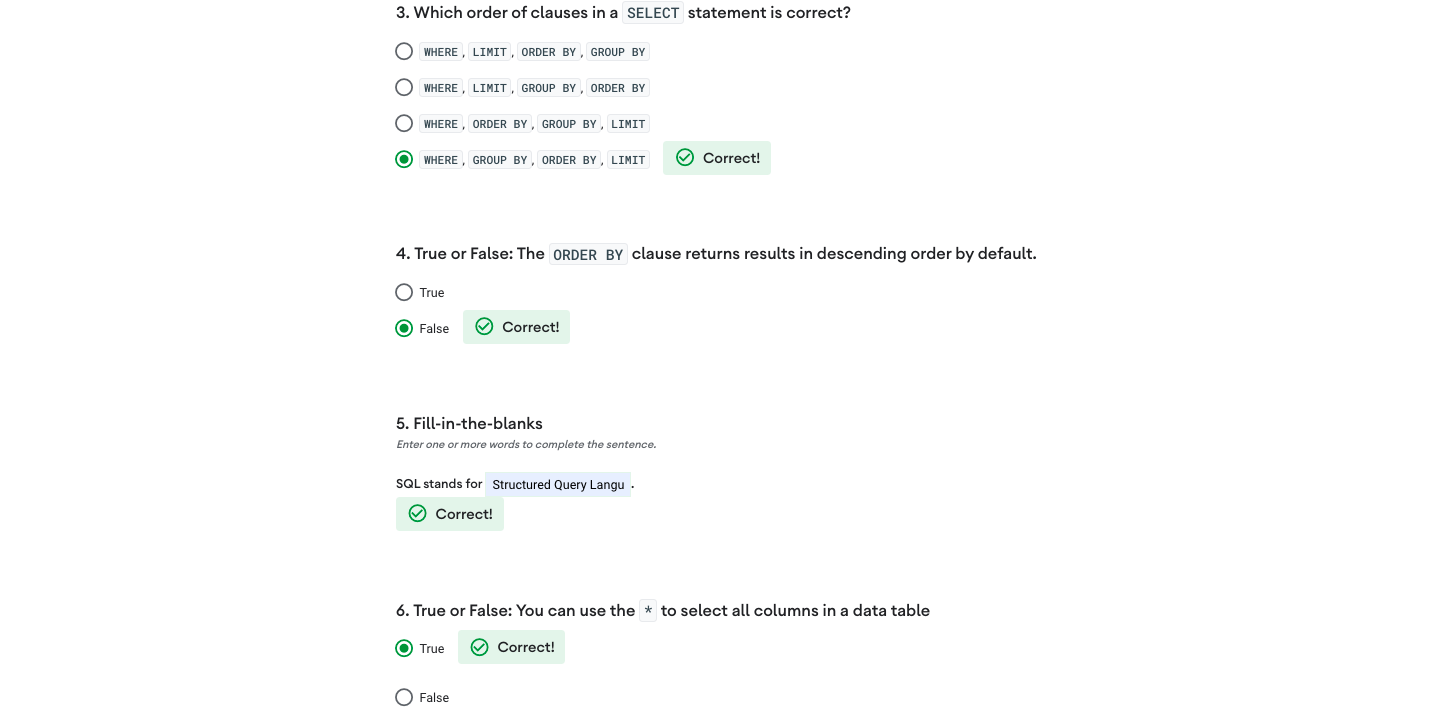 3. Which order of clauses in a SELECT statement is correct?
WHERE, LIMIT, ORDER BY, GROUP BY
WHERE, LIMIT, GROUP BY, ORDER BY
WHERE, ORDER BY, GROUP BY, LIMIT
WHERE, GROUP BY, ORDER BY, LIMIT Correct!
4. True or False: The ORDER BY clause returns results in descending order by default.
True
False Correct!
5. Fill-in-the-blanks
Enter one or more words to complete the sentence.
SQL stands for Structured Query Langu .
Correct!
6. True or False: You can use the * to select all columns in a data table
True Correct!
False